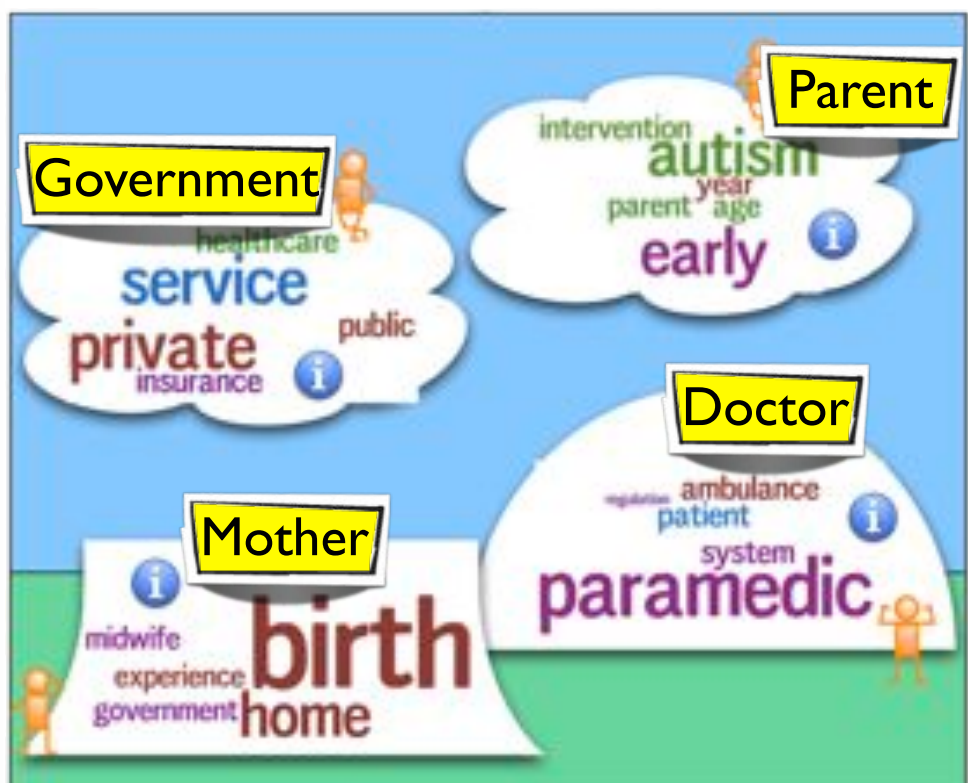 Parent
intervention
autism
year
parent age
early
i
Government
healthcare
service
private public
insurance
i
Doctor
regulation ambulance
patient
i
system
paramedic
Mother
i
birth
midwife
experience
government home